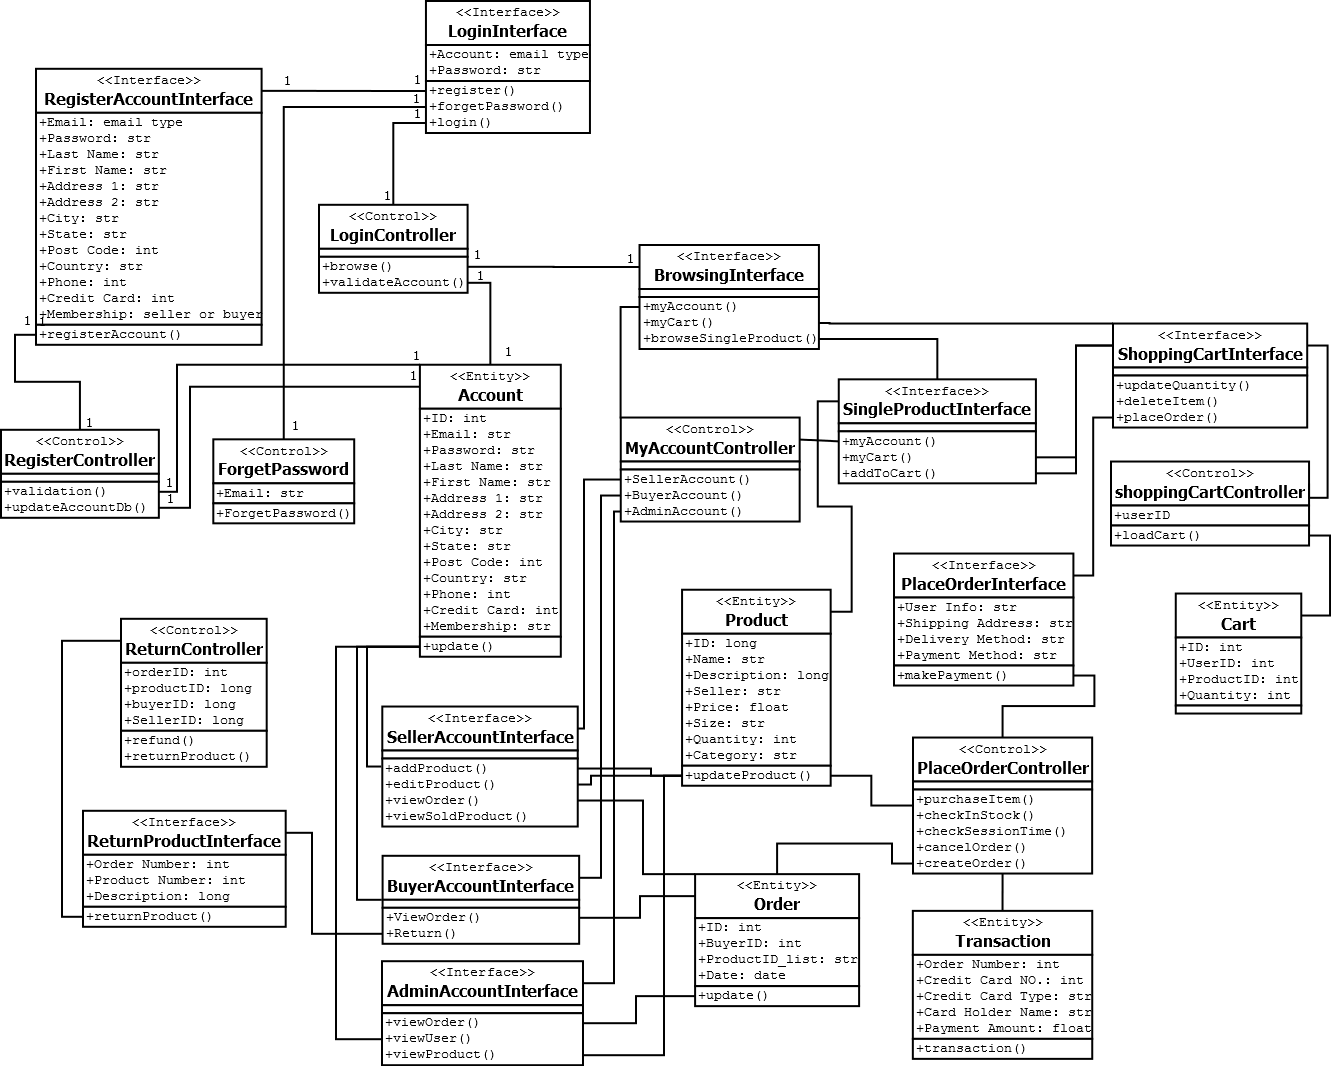 <<Interface>>
LoginInterface
+Account: email type
+Password: str
+register()
+forgetPassword()
+login()
1
1
1
1
<<Interface>>
RegisterAccountInterface
+Email: email type
+Password: str
+Last Name: str
+First Name: str
+Address 1: str
+Address 2: str
+City: str
+State: str
+Post Code: int
+Country: str
+Phone: int
+Credit Card: int
+Membership: seller or buyer
+registerAccount()
1
1
1
<<Control>>
LoginController
+browse()
+validateAccount()
1
1
1
1
<<Interface>>
BrowsingInterface
+myAccount()
+myCart()
+browseSingleProduct()
<<Interface>>
ShoppingCartInterface
+updateQuantity()
+deleteItem()
+placeOrder()
1
1
<<Entity>>
Account
+ID: int
+Email: str
+Password: str
+Last Name: str
+First Name: str
+Address 1: str
+Address 2: str
+City: str
+State: str
+Post Code: int
+Country: str
+Phone: int
+Credit Card: int
+Membership: str
+update()
<<Interface>>
SingleProductInterface
+myAccount()
+myCart()
+addToCart()
1
<<Control>>
RegisterController
+validation()
+updateAccountDb()
1
1
1
<<Control>>
ForgetPassword
+Email: str
+ForgetPassword()
<<Control>>
MyAccountController
+SellerAccount()
+BuyerAccount()
+AdminAccount()
<<Control>>
shoppingCartController
+userID
+loadCart()
<<Interface>>
PlaceOrderInterface
+User Info: str
+Shipping Address: str
+Delivery Method: str
+Payment Method: str
+makePayment()
<<Entity>>
Product
+ID: long
+Name: str
+Description: long
+Seller: str
+Price: float
+Size: str
+Quantity: int
+Category: str
+updateProduct()
<<Entity>>
Cart
+ID: int
+UserID: int
+ProductID: int
+Quantity: int
<<Control>>
ReturnController
+orderID: int
+productID: long
+buyerID: long
+SellerID: long
+refund()
+returnProduct()
<<Interface>>
SellerAccountInterface
+addProduct()
+editProduct()
+viewOrder()
+viewSoldProduct()
<<Control>>
PlaceOrderController
+purchaseItem()
+checkInStock()
+checkSessionTime()
+cancelOrder()
+createOrder()
<<Interface>>
ReturnProductInterface
+Order Number: int
+Product Number: int
+Description: long
+returnProduct()
<<Interface>>
BuyerAccountInterface
+ViewOrder()
+Return()
<<Entity>>
Order
+ID: int
+BuyerID: int
+ProductID_list: str
+Date: date
+update()
<<Entity>>
Transaction
+Order Number: int
+Credit Card NO.: int
+Credit Card Type: str
+Card Holder Name: str
+Payment Amount: float
+transaction()
<<Interface>>
AdminAccountInterface
+viewOrder()
+viewUser()
+viewProduct()